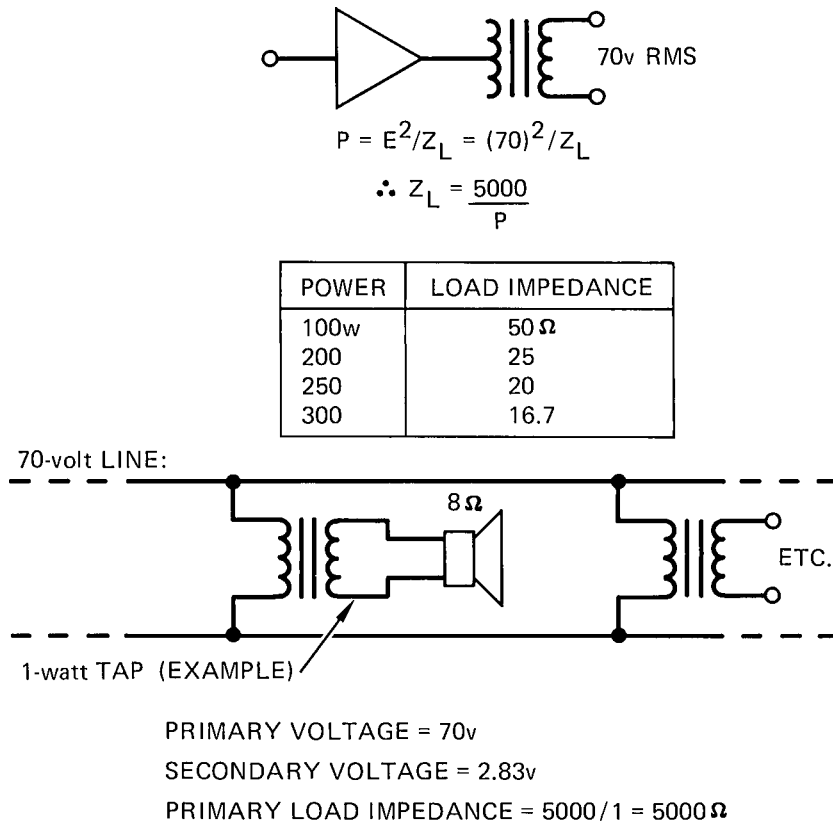 70v RMS
P = E²/Z_L = (70)²/Z_L
∴ Z_L = 5000/P
POWER LOAD IMPEDANCE
100w 50 Ω
200 25
250 20
300 16.7
70-volt LINE:
8 Ω
ETC.
1-watt TAP (EXAMPLE)
PRIMARY VOLTAGE = 70v
SECONDARY VOLTAGE = 2.83v
PRIMARY LOAD IMPEDANCE = 5000/1 = 5000 Ω